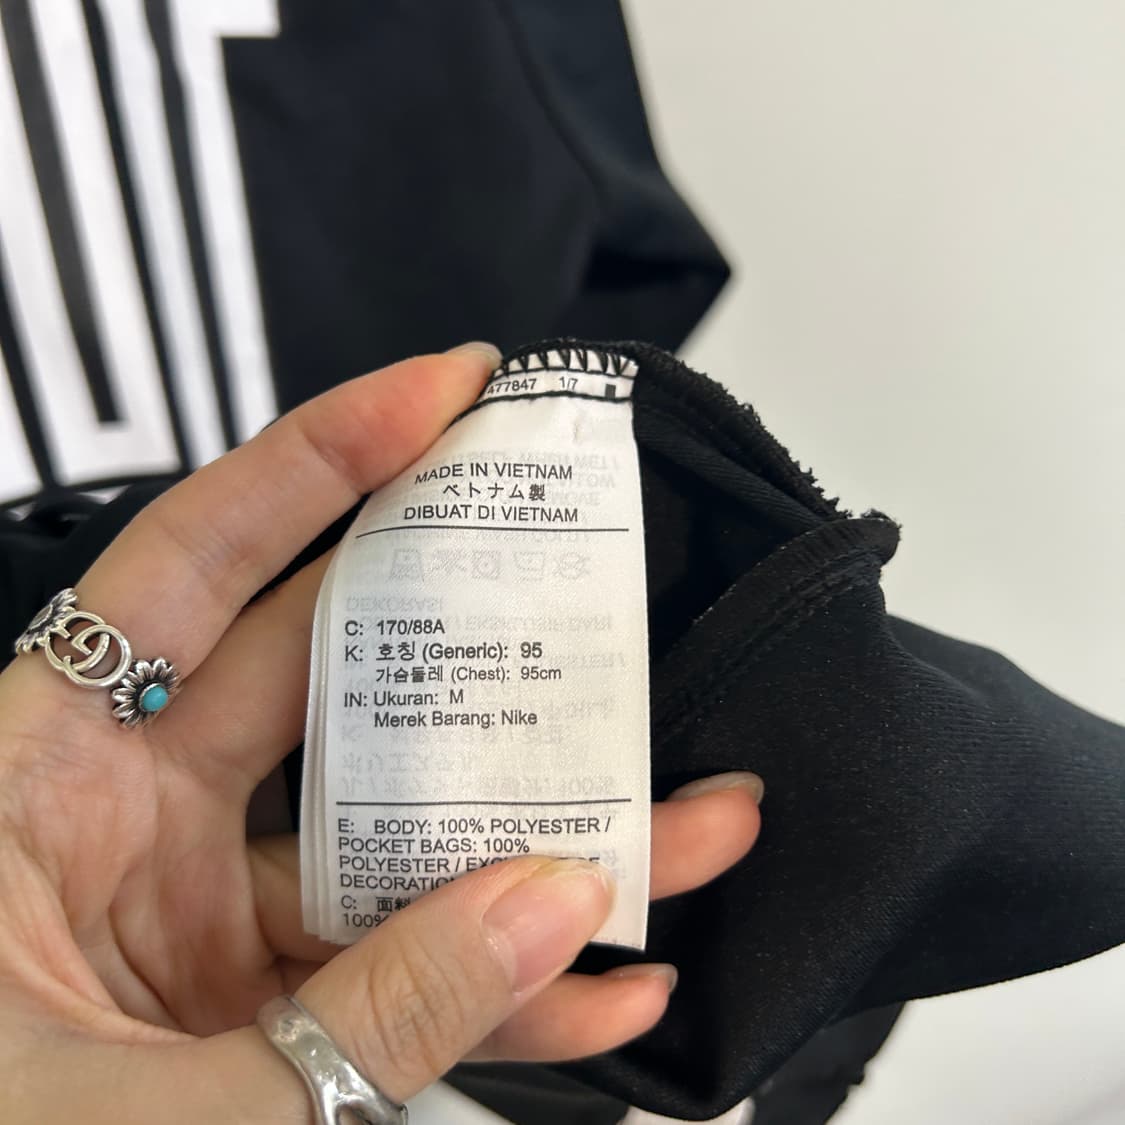 477847 1/7
MADE IN VIETNAM
ベトナム製
DIBUAT DI VIETNAM
C: 170/88A
K: 호칭 (Generic): 95
가슴둘레 (Chest): 95cm
IN: Ukuran: M
Merek Barang: Nike
E: BODY: 100% POLYESTER /
POCKET BAGS: 100%
POLYESTER /
C: 面料
100%